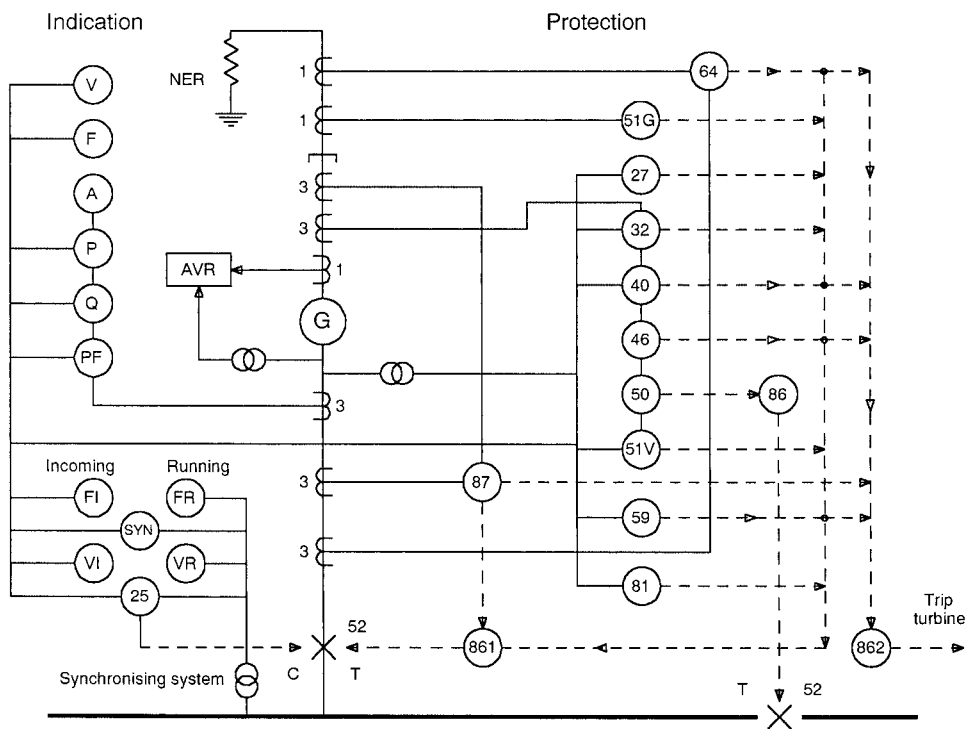 Indication
Protection
NER
V
F
A
P
Q
PF
1
1
3
3
1
AVR
G
3
64
51G
27
32
40
46
50
86
51V
Incoming
Running
FI
FR
SYN
VI
VR
25
3
87
59
3
81
52
861
862
Trip
turbine
C
T
Synchronising system
T
52